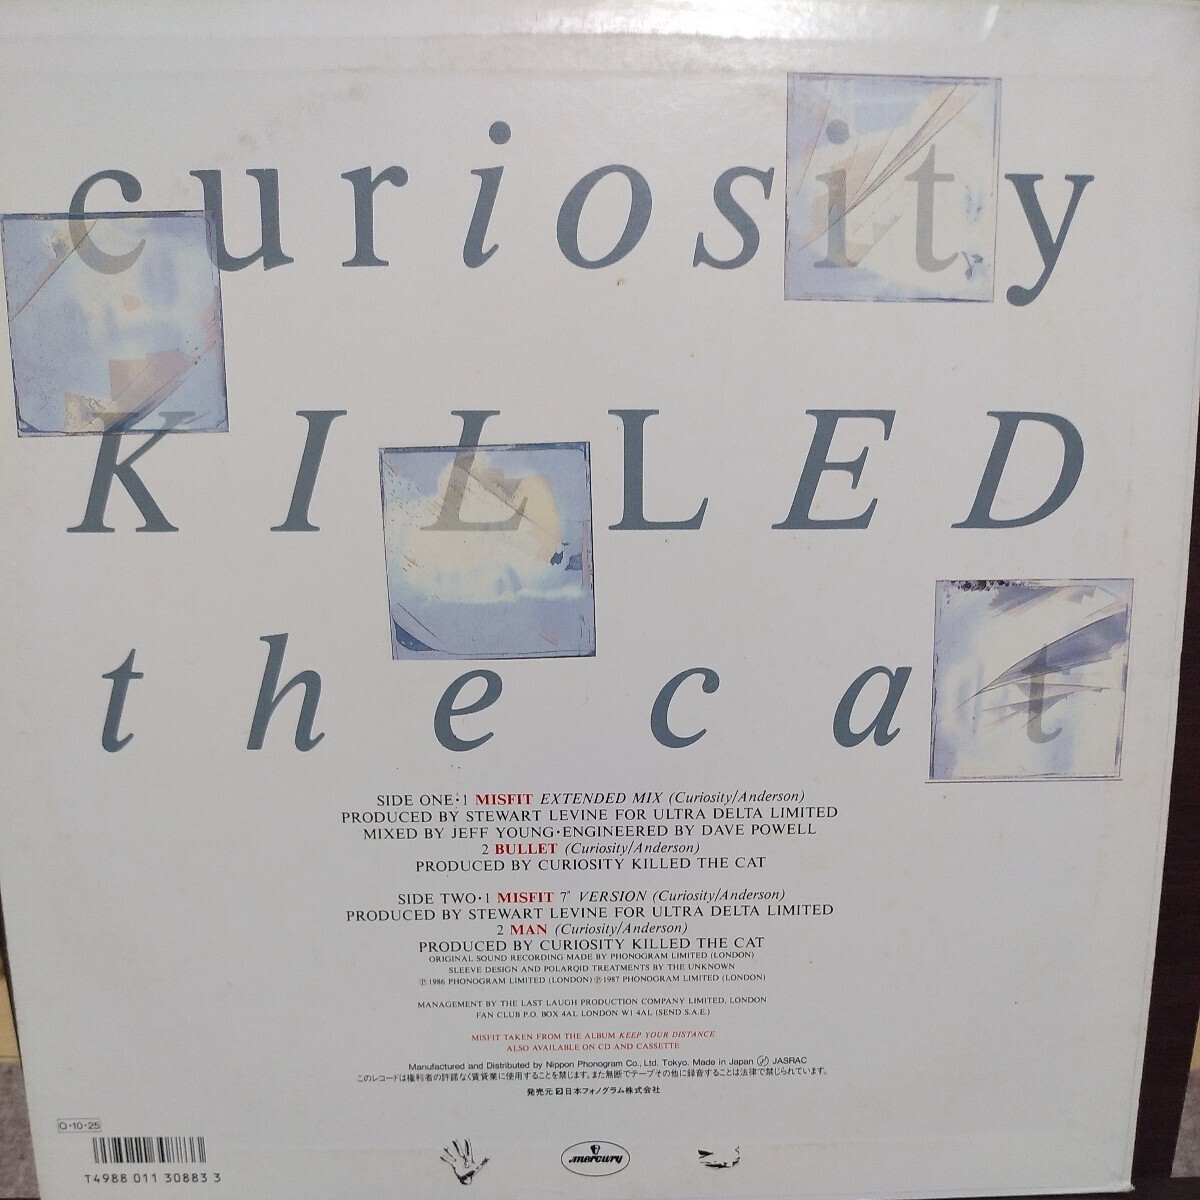 curiosity
KILLED
the cat
SIDE ONE·1 MISFIT EXTENDED MIX (Curiosity/Anderson)
PRODUCED BY STEWART LEVINE FOR ULTRA DELTA LIMITED
MIXED BY JEFF YOUNG·ENGINEERED BY DAVE POWELL
2 BULLET (Curiosity/Anderson)
PRODUCED BY CURIOSITY KILLED THE CAT
SIDE TWO·1 MISFIT 7" VERSION (Curiosity/Anderson)
PRODUCED BY STEWART LEVINE FOR ULTRA DELTA LIMITED
2 MAN (Curiosity/Anderson)
PRODUCED BY CURIOSITY KILLED THE CAT
ORIGINAL SOUND RECORDING MADE BY PHONOGRAM LIMITED (LONDON)
SLEEVE DESIGN AND POLAROID TREATMENTS BY THE UNKNOWN
℗1986 PHONOGRAM LIMITED (LONDON) ℗1987 PHONOGRAM LIMITED (LONDON)
MANAGEMENT BY THE LAST LAUGH PRODUCTION COMPANY LIMITED, LONDON
FAN CLUB P.O. BOX 4AL LONDON W1 4AL (SEND S.A.E.)
MISFIT TAKEN FROM THE ALBUM KEEP YOUR DISTANCE
ALSO AVAILABLE ON CD AND CASSETTE
Manufactured and Distributed by Nippon Phonogram Co., Ltd. Tokyo, Made in Japan JASRAC
このレコードは権利者の許諾なく賃貸業に使用することを禁じます。また無断でテープその他に録音することは法律で禁じられています。
発売元 日本フォノグラム株式会社
O·10·25
T4988 011 30883 3
mercury